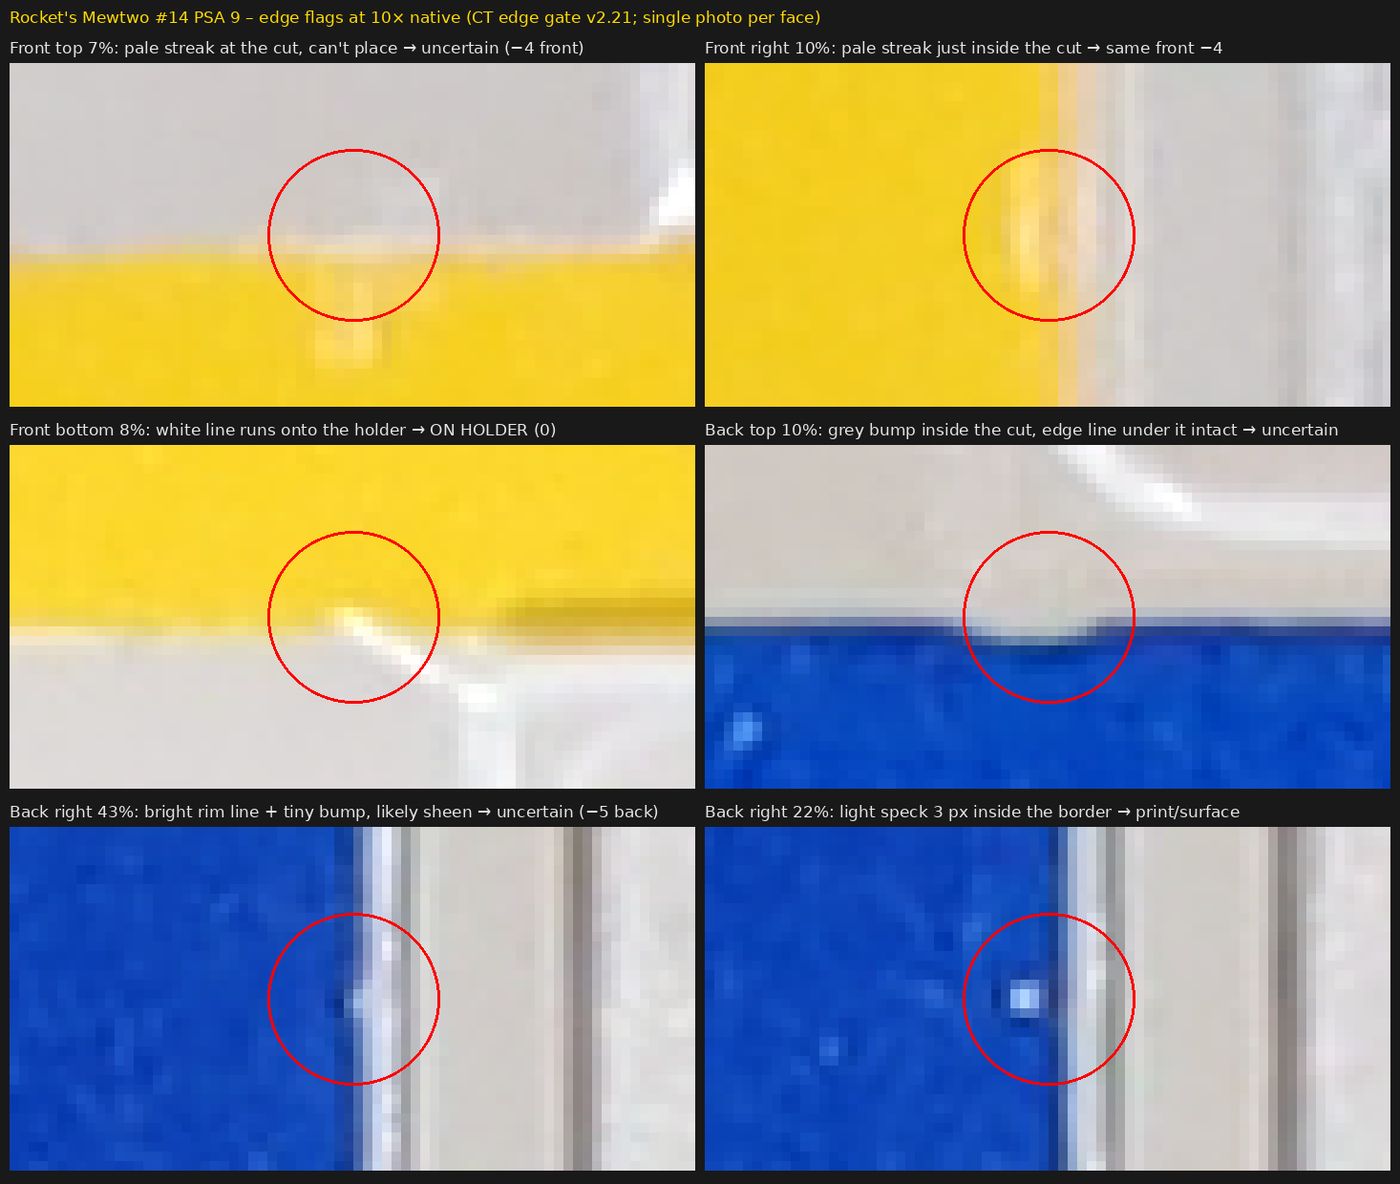 Rocket's Mewtwo #14 PSA 9 – edge flags at 10× native (CT edge gate v2.21; single photo per face)
Front top 7%: pale streak at the cut, can't place → uncertain (−4 front)
Front right 10%: pale streak just inside the cut → same front −4
Front bottom 8%: white line runs onto the holder → ON HOLDER (0)
Back top 10%: grey bump inside the cut, edge line under it intact → uncertain
Back right 43%: bright rim line + tiny bump, likely sheen → uncertain (−5 back)
Back right 22%: light speck 3 px inside the border → print/surface